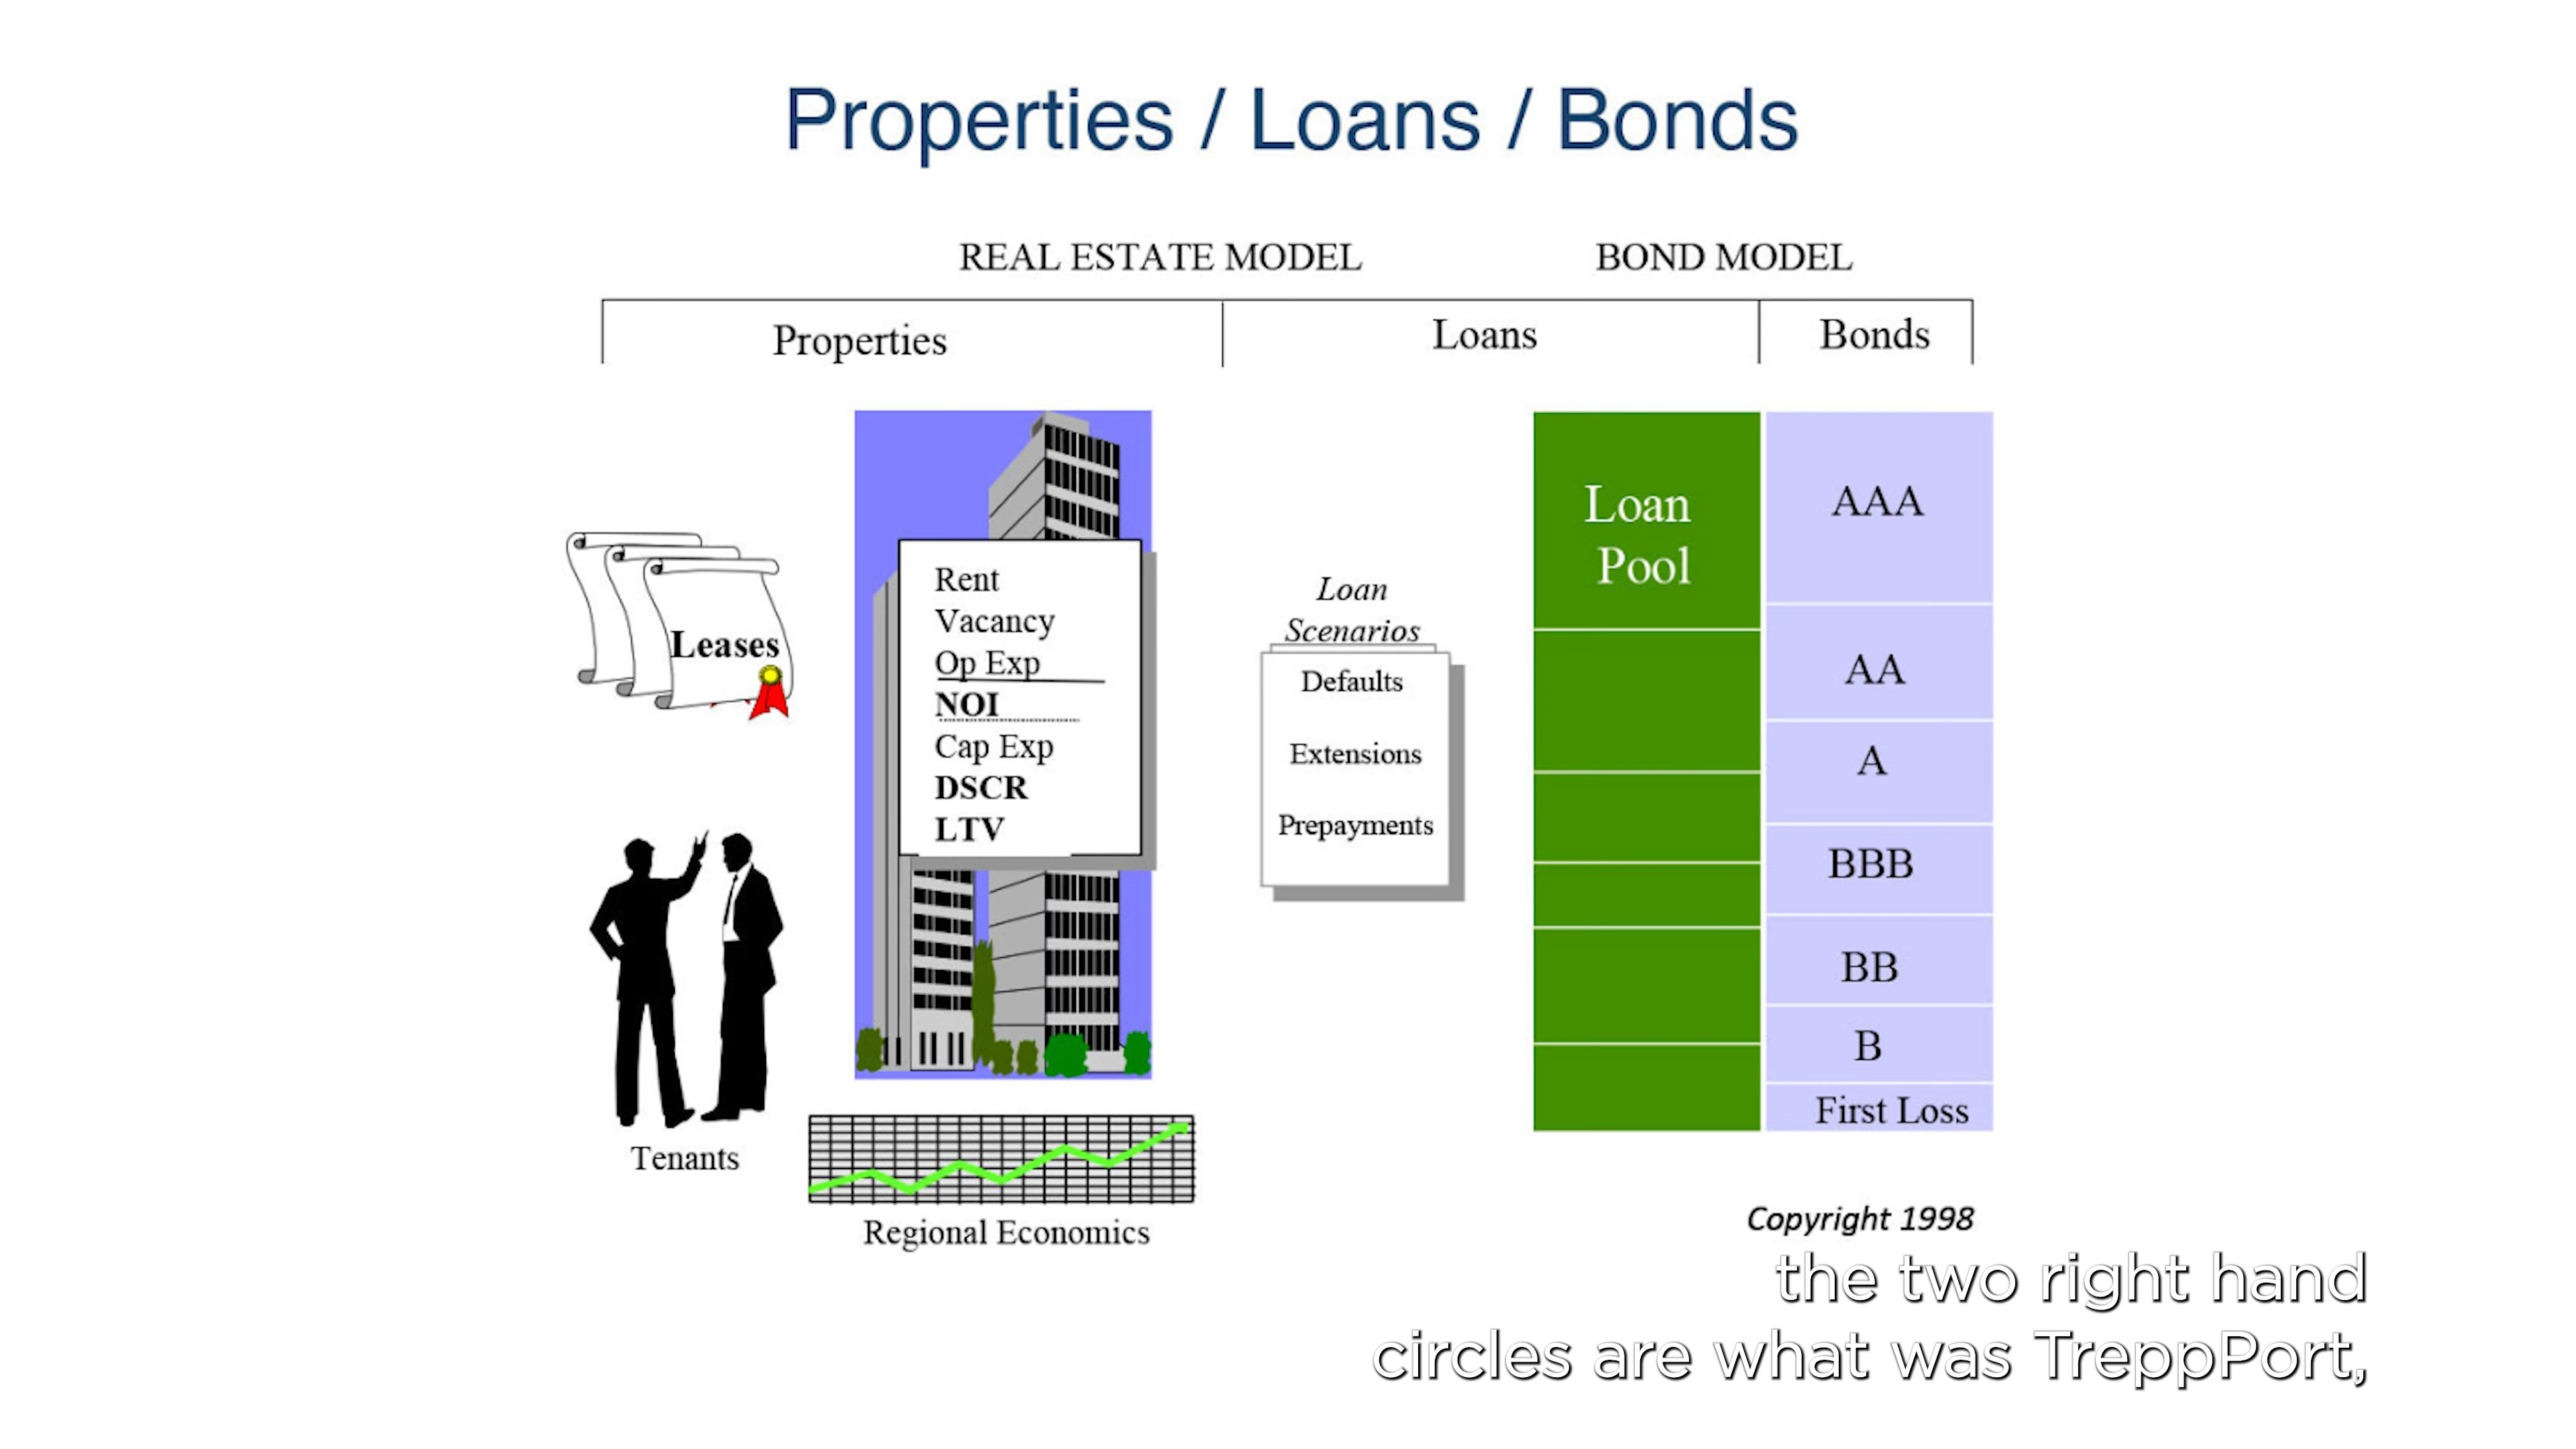 Properties / Loans / Bonds
REAL ESTATE MODEL
BOND MODEL
Properties
Loans
Bonds
Leases
Tenants
Rent
Vacancy
Op Exp
NOI
Cap Exp
DSCR
LTV
Regional Economics
Loan
Scenarios
Defaults
Extensions
Prepayments
Loan
Pool
AAA
AA
A
BBB
BB
B
First Loss
Copyright 1998
the two right hand
circles are what was TreppPort,